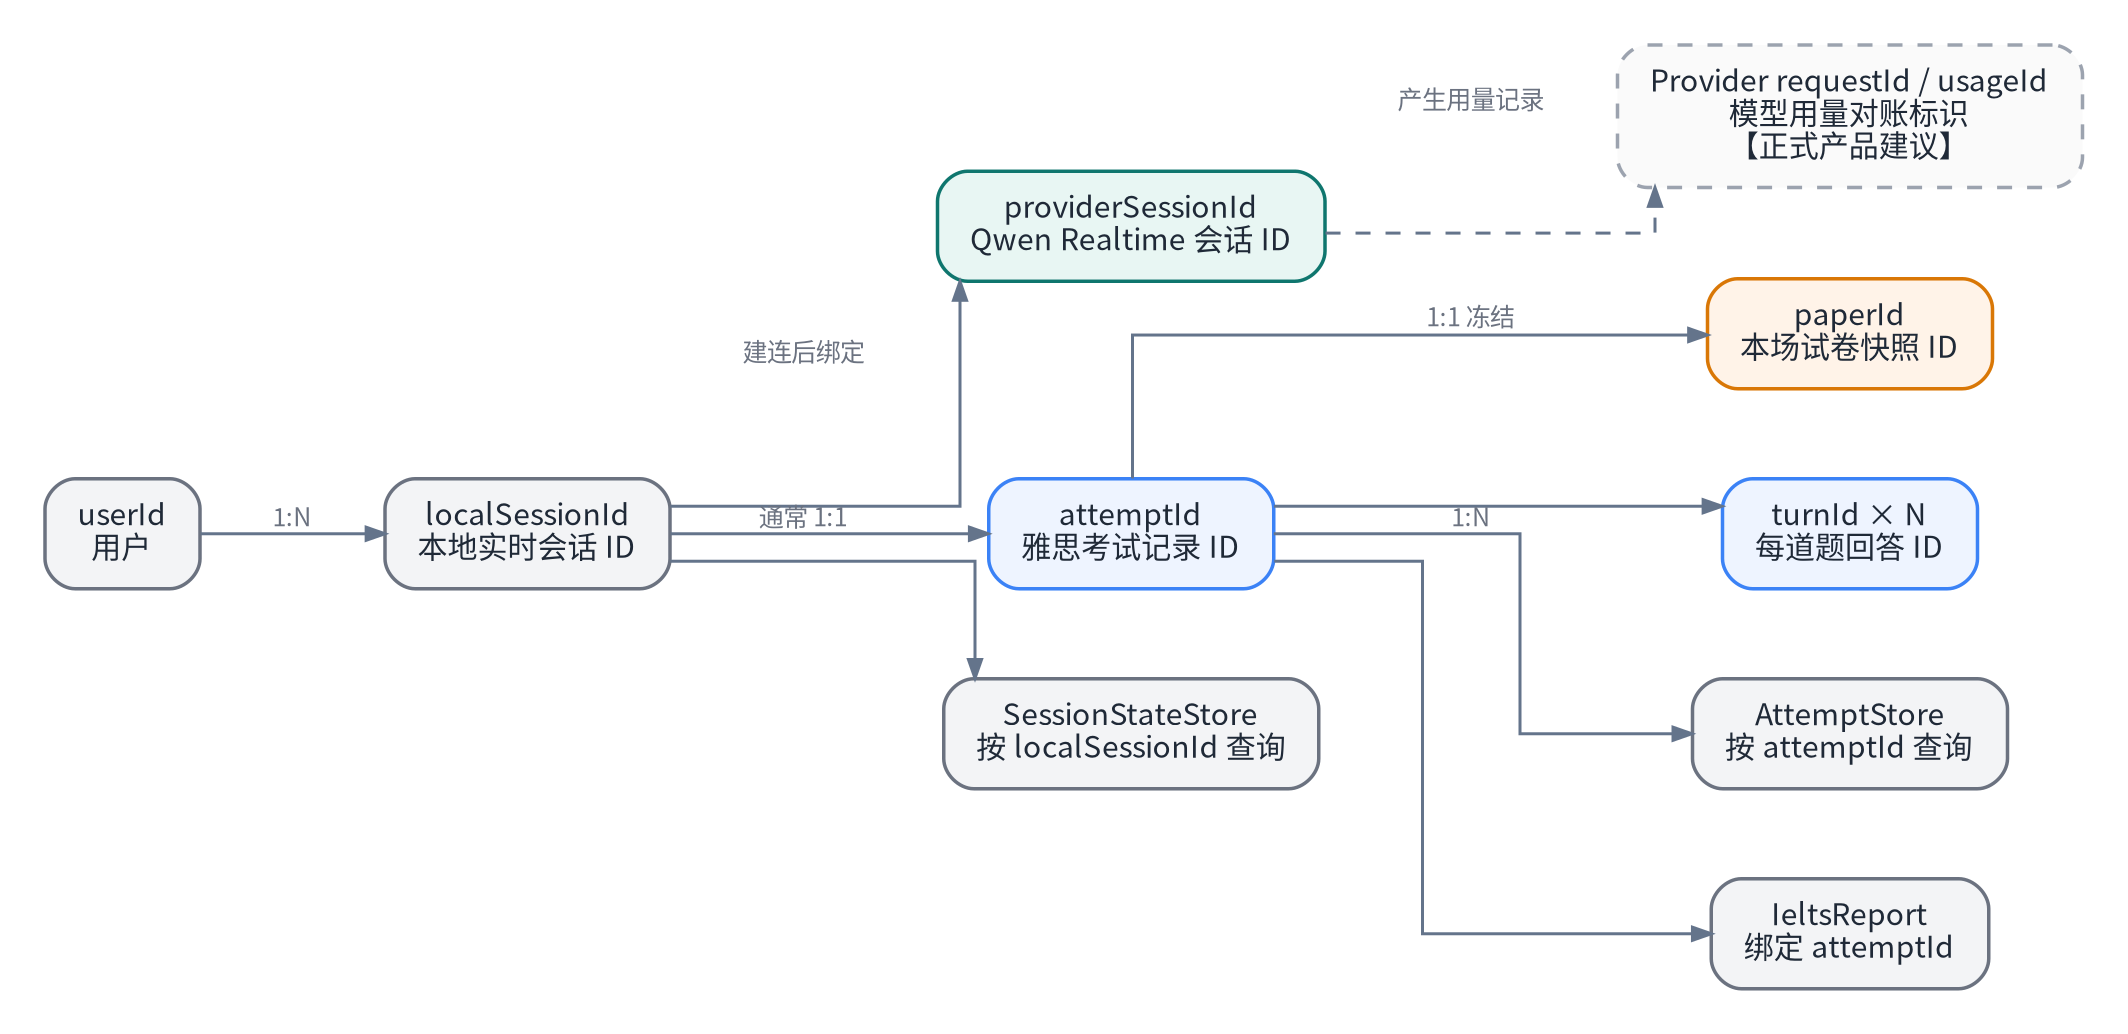 产生用量记录
Provider requestId / usageId
模型用量对账标识
【正式产品建议】
providerSessionId
Qwen Realtime 会话 ID
建连后绑定
1:1 冻结
paperId
本场试卷快照 ID
userId
用户
1:N
localSessionId
本地实时会话 ID
通常 1:1
attemptId
雅思考试记录 ID
1:N
turnId × N
每道题回答 ID
SessionStateStore
按 localSessionId 查询
AttemptStore
按 attemptId 查询
IeltsReport
绑定 attemptId